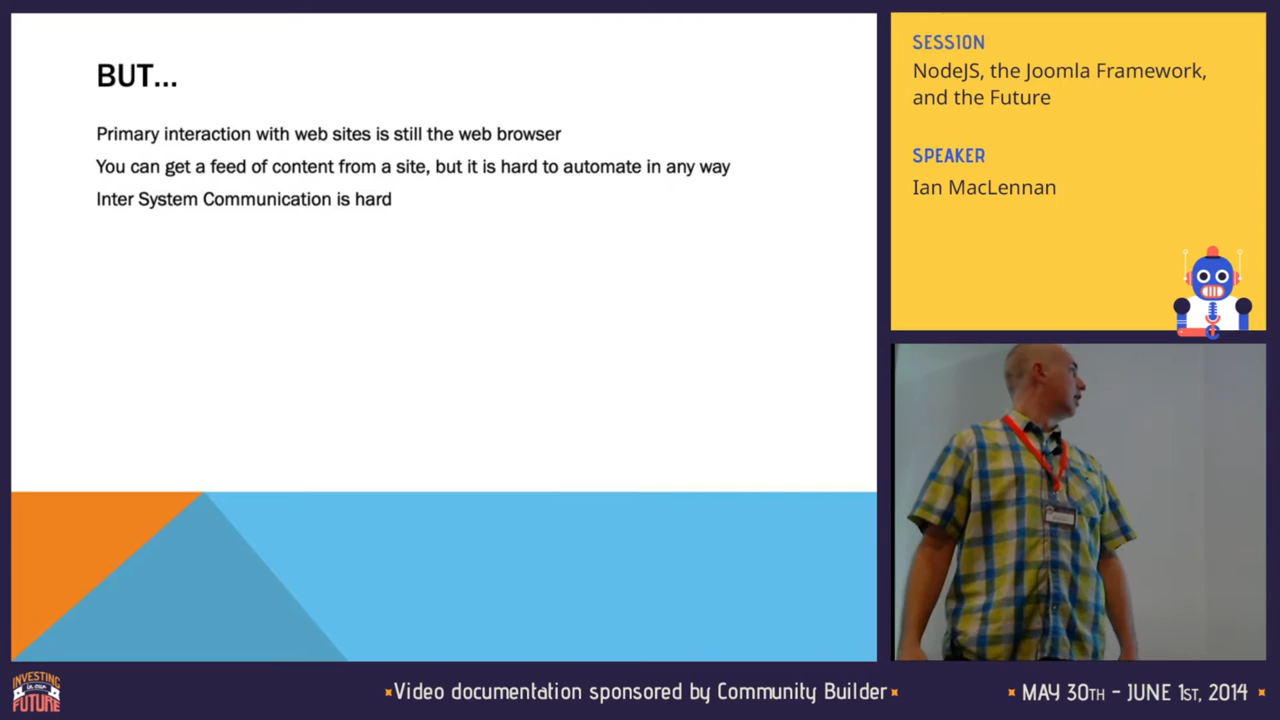 BUT...
Primary interaction with web sites is still the web browser
You can get a feed of content from a site, but it is hard to automate in any way
Inter System Communication is hard
SESSION
NodeJS, the Joomla Framework,
and the Future
SPEAKER
Ian MacLennan
INVESTING
IN OUR
FUTURE
Video documentation sponsored by Community Builder
MAY 30TH - JUNE 1ST, 2014